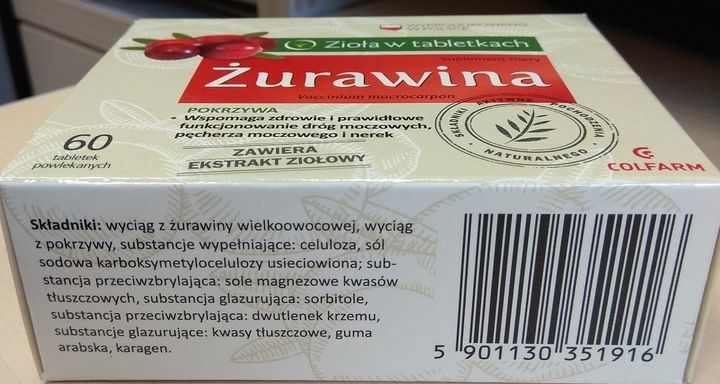 WYPRODUKOWANO
W POLSCE
Zioła w tabletkach
Suplement Diety
Żurawina
Vaccinium macrocarpon
POKRZYWA
• Wspomaga zdrowie i prawidłowe
funkcjonowanie dróg moczowych,
pęcherza moczowego i nerek
ZAWIERA
EKSTRAKT ZIOŁOWY
60
tabletek
powlekanych
SKŁADNIKI AKTYWNE POCHODZENIA
NATURALNEGO
COLFARM
Składniki: wyciąg z żurawiny wielkoowocowej, wyciąg
z pokrzywy, substancje wypełniające: celuloza, sól
sodowa karboksymetylocelulozy usieciowiona; sub-
stancja przeciwzbrylająca: sole magnezowe kwasów
tłuszczowych, substancja glazurująca: sorbitole,
substancja przeciwzbrylająca: dwutlenek krzemu,
substancje glazurujące: kwasy tłuszczowe, guma
arabska, karagen.
5 901130 351916